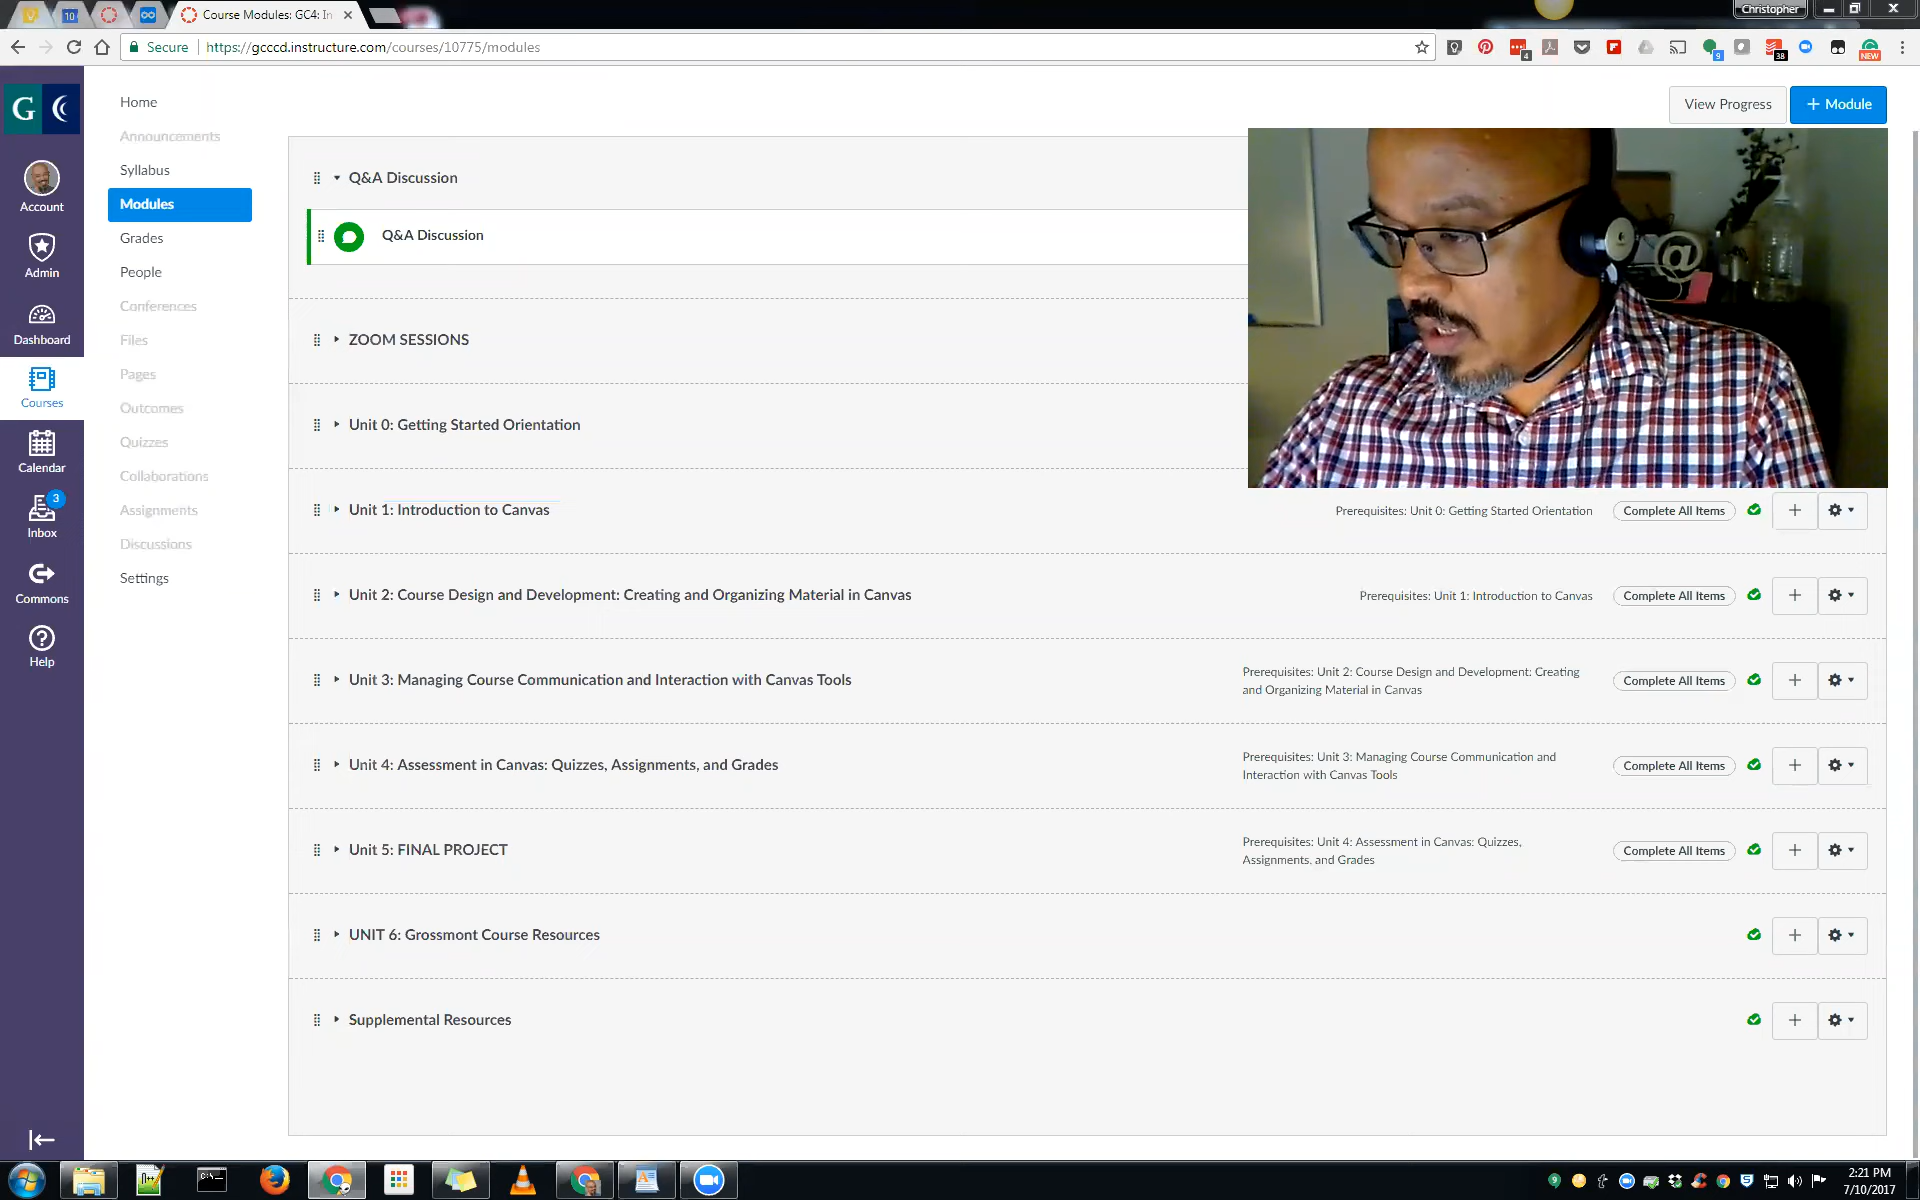 Course Modules: GC4: In
Christopher
Secure
https://gcccd.instructure.com/courses/10775/modules
10
4
9
38
NEW
G
Account
Admin
Dashboard
Courses
Calendar
3
Inbox
Commons
Help
Home
Announcements
Syllabus
Modules
Grades
People
Conferences
Files
Pages
Outcomes
Quizzes
Collaborations
Assignments
Discussions
Settings
View Progress
+ Module
Q&A Discussion
Q&A Discussion
ZOOM SESSIONS
Unit 0: Getting Started Orientation
Unit 1: Introduction to Canvas
Prerequisites: Unit 0: Getting Started Orientation
Complete All Items
Unit 2: Course Design and Development: Creating and Organizing Material in Canvas
Prerequisites: Unit 1: Introduction to Canvas
Complete All Items
Unit 3: Managing Course Communication and Interaction with Canvas Tools
Prerequisites: Unit 2: Course Design and Development: Creating
and Organizing Material in Canvas
Complete All Items
Unit 4: Assessment in Canvas: Quizzes, Assignments, and Grades
Prerequisites: Unit 3: Managing Course Communication and
Interaction with Canvas Tools
Complete All Items
Unit 5: FINAL PROJECT
Prerequisites: Unit 4: Assessment in Canvas: Quizzes,
Assignments, and Grades
Complete All Items
UNIT 6: Grossmont Course Resources
Supplemental Resources
2:21 PM
7/10/2017